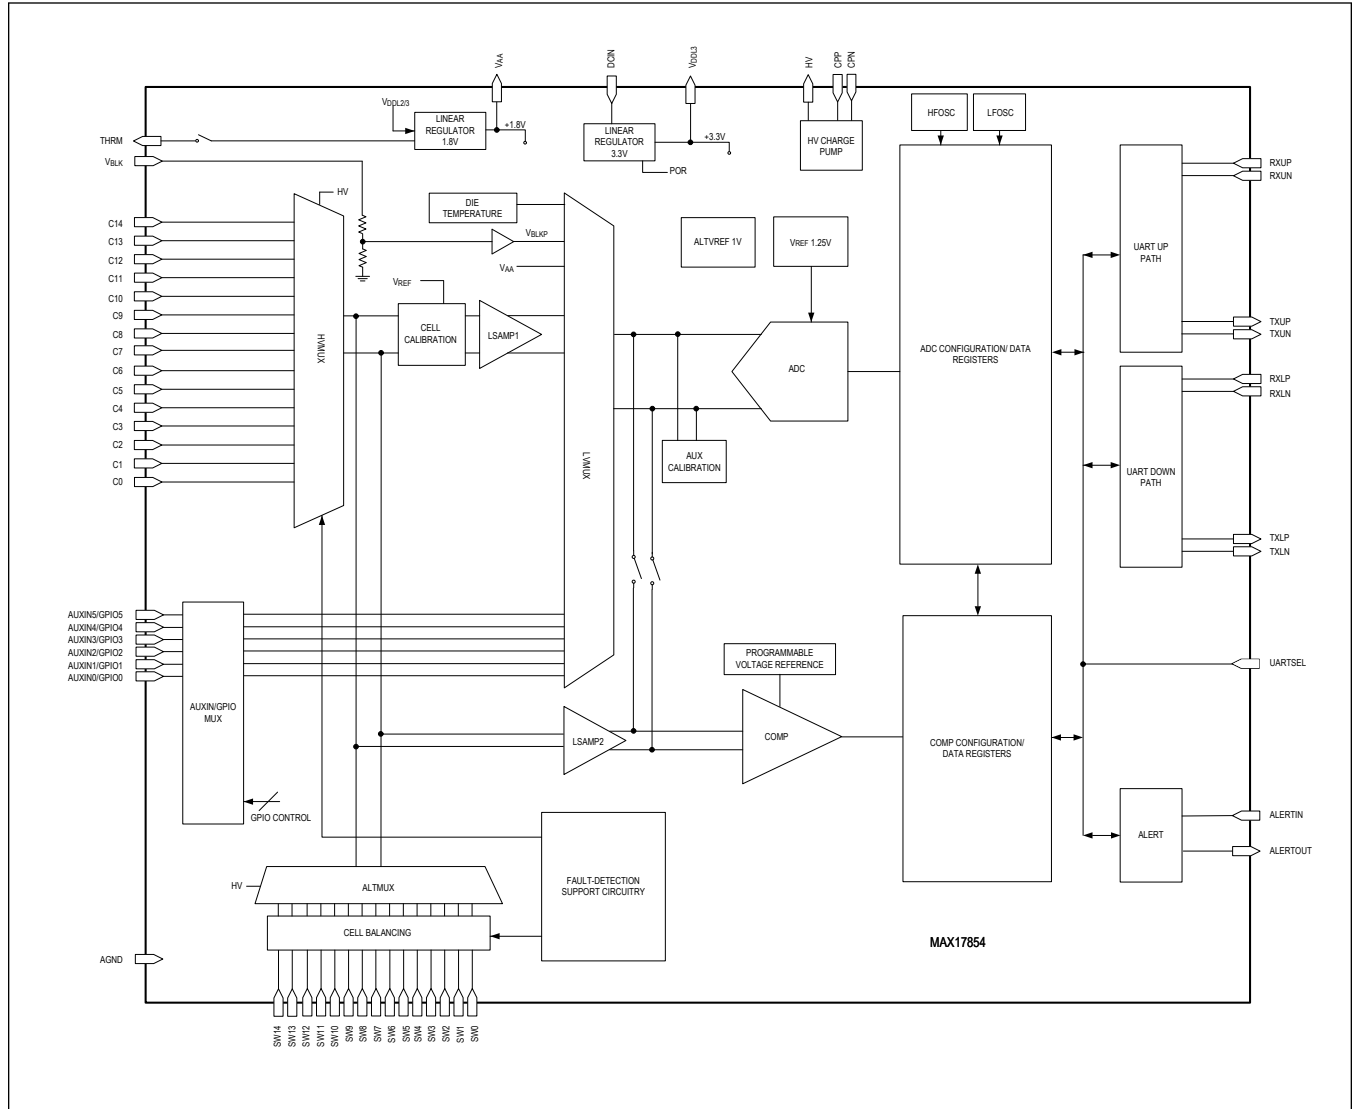 VAA
DCIN
VDDL3
HV
CPP
CPN
VDDL2/3
LINEAR
REGULATOR
1.8V
+1.8V
LINEAR
REGULATOR
3.3V
+3.3V
POR
HV CHARGE
PUMP
HFOSC
LFOSC
THRM
VBLK
HV
DIE
TEMPERATURE
VBLKP
VAA
ALTVREF 1V
VREF 1.25V
UART UP
PATH
RXUP
RXUN
TXUP
TXUN
C14
C13
C12
C11
C10
C9
C8
C7
C6
C5
C4
C3
C2
C1
C0
HVMUX
VREF
CELL
CALIBRATION
LSAMP1
LVMUX
ADC
ADC CONFIGURATION/ DATA
REGISTERS
AUX
CALIBRATION
RXLP
RXLN
UART DOWN
PATH
TXLP
TXLN
AUXIN5/GPIO5
AUXIN4/GPIO4
AUXIN3/GPIO3
AUXIN2/GPIO2
AUXIN1/GPIO1
AUXIN0/GPIO0
AUXIN/GPIO
MUX
GPIO CONTROL
PROGRAMMABLE
VOLTAGE REFERENCE
LSAMP2
COMP
COMP CONFIGURATION/
DATA REGISTERS
UARTSEL
ALERT
ALERTIN
ALERTOUT
HV
ALTMUX
CELL BALANCING
FAULT-DETECTION
SUPPORT CIRCUITRY
MAX17854
AGND
SW14
SW13
SW12
SW11
SW10
SW9
SW8
SW7
SW6
SW5
SW4
SW3
SW2
SW1
SW0